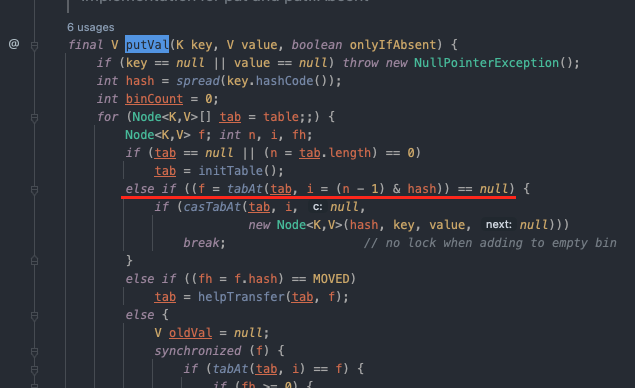 Implementation for put and putIfAbsent
6 usages
@ final V putVal(K key, V value, boolean onlyIfAbsent) {
if (key == null || value == null) throw new NullPointerException();
int hash = spread(key.hashCode());
int binCount = 0;
for (Node<K,V>[] tab = table;;) {
Node<K,V> f; int n, i, fh;
if (tab == null || (n = tab.length) == 0)
tab = initTable();
else if ((f = tabAt(tab, i = (n - 1) & hash)) == null) {
if (casTabAt(tab, i, c: null,
new Node<K,V>(hash, key, value, next: null)))
break; // no lock when adding to empty bin
}
else if ((fh = f.hash) == MOVED)
tab = helpTransfer(tab, f);
else {
V oldVal = null;
synchronized (f) {
if (tabAt(tab, i) == f) {
if (fh >= 0) {